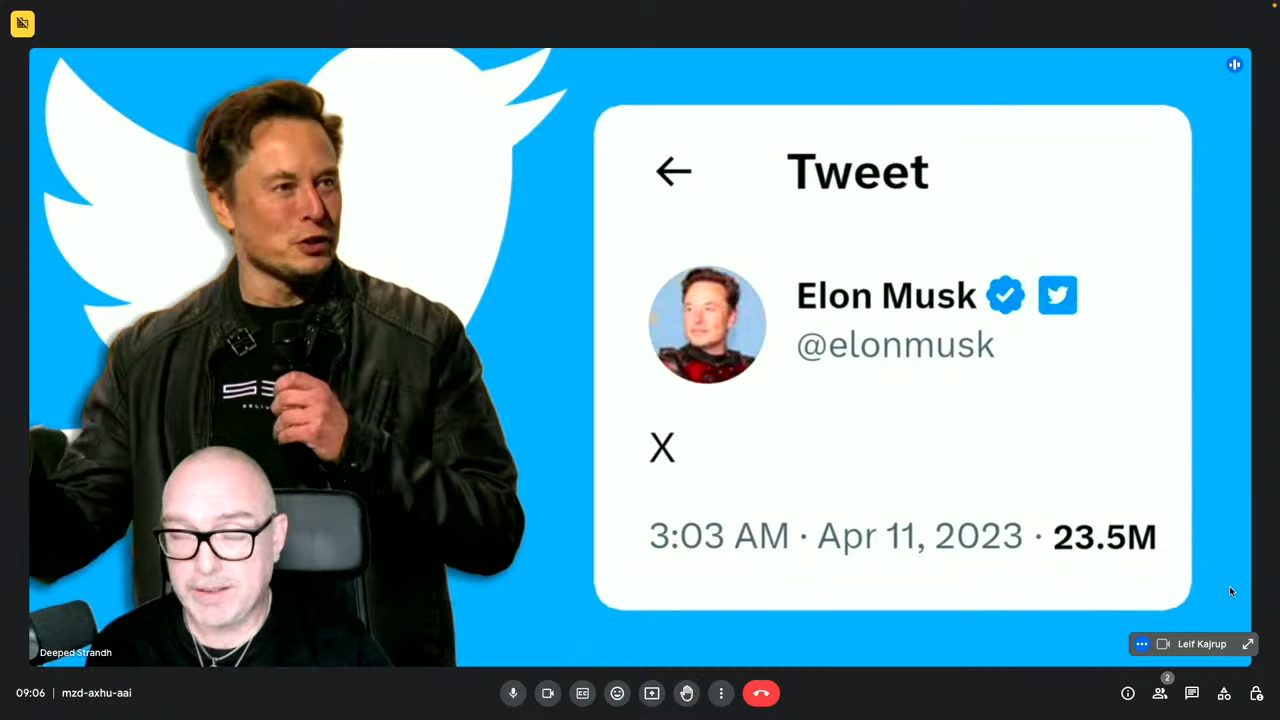 Tweet
Elon Musk
@elonmusk
X
3:03 AM · Apr 11, 2023 · 23.5M
Deeped Strandh
Leif Kajrup
2
09:06 | mzd-axhu-aai